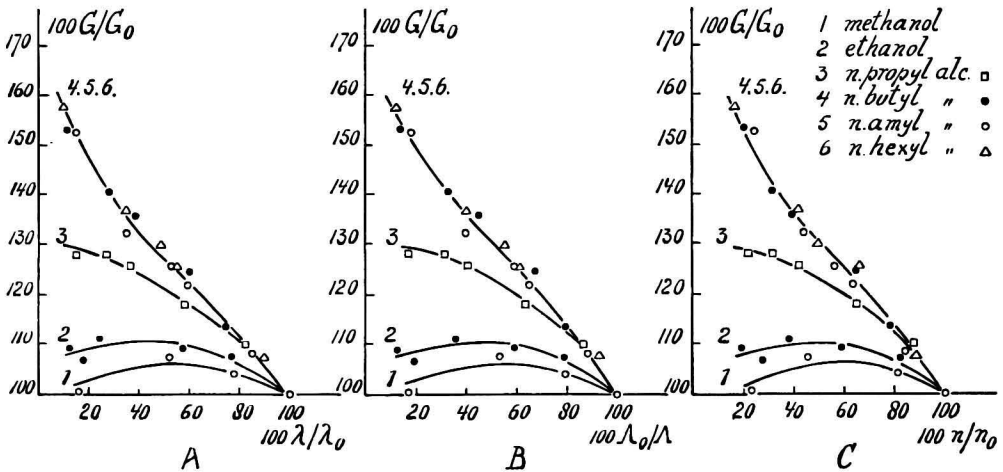 170 100 G/G₀
160 4.5.6.
150
140
130 3
120
110 2
1
100
20 40 60 80 100
100 λ/λ₀
A
170 100 G/G₀
160 4.5.6.
150
140
130 3
120
110 2
1
100
20 40 60 80 100
100 Λ₀/Λ
B
170 100 G/G₀
160 4.5.6.
150
140
130 3
120
110 2
1
100
20 40 60 80 100
100 n/n₀
C
1 methanol
2 ethanol
3 n.propyl alc. □
4 n.butyl „ ●
5 n.amyl „ ○
6 n.hexyl „ △